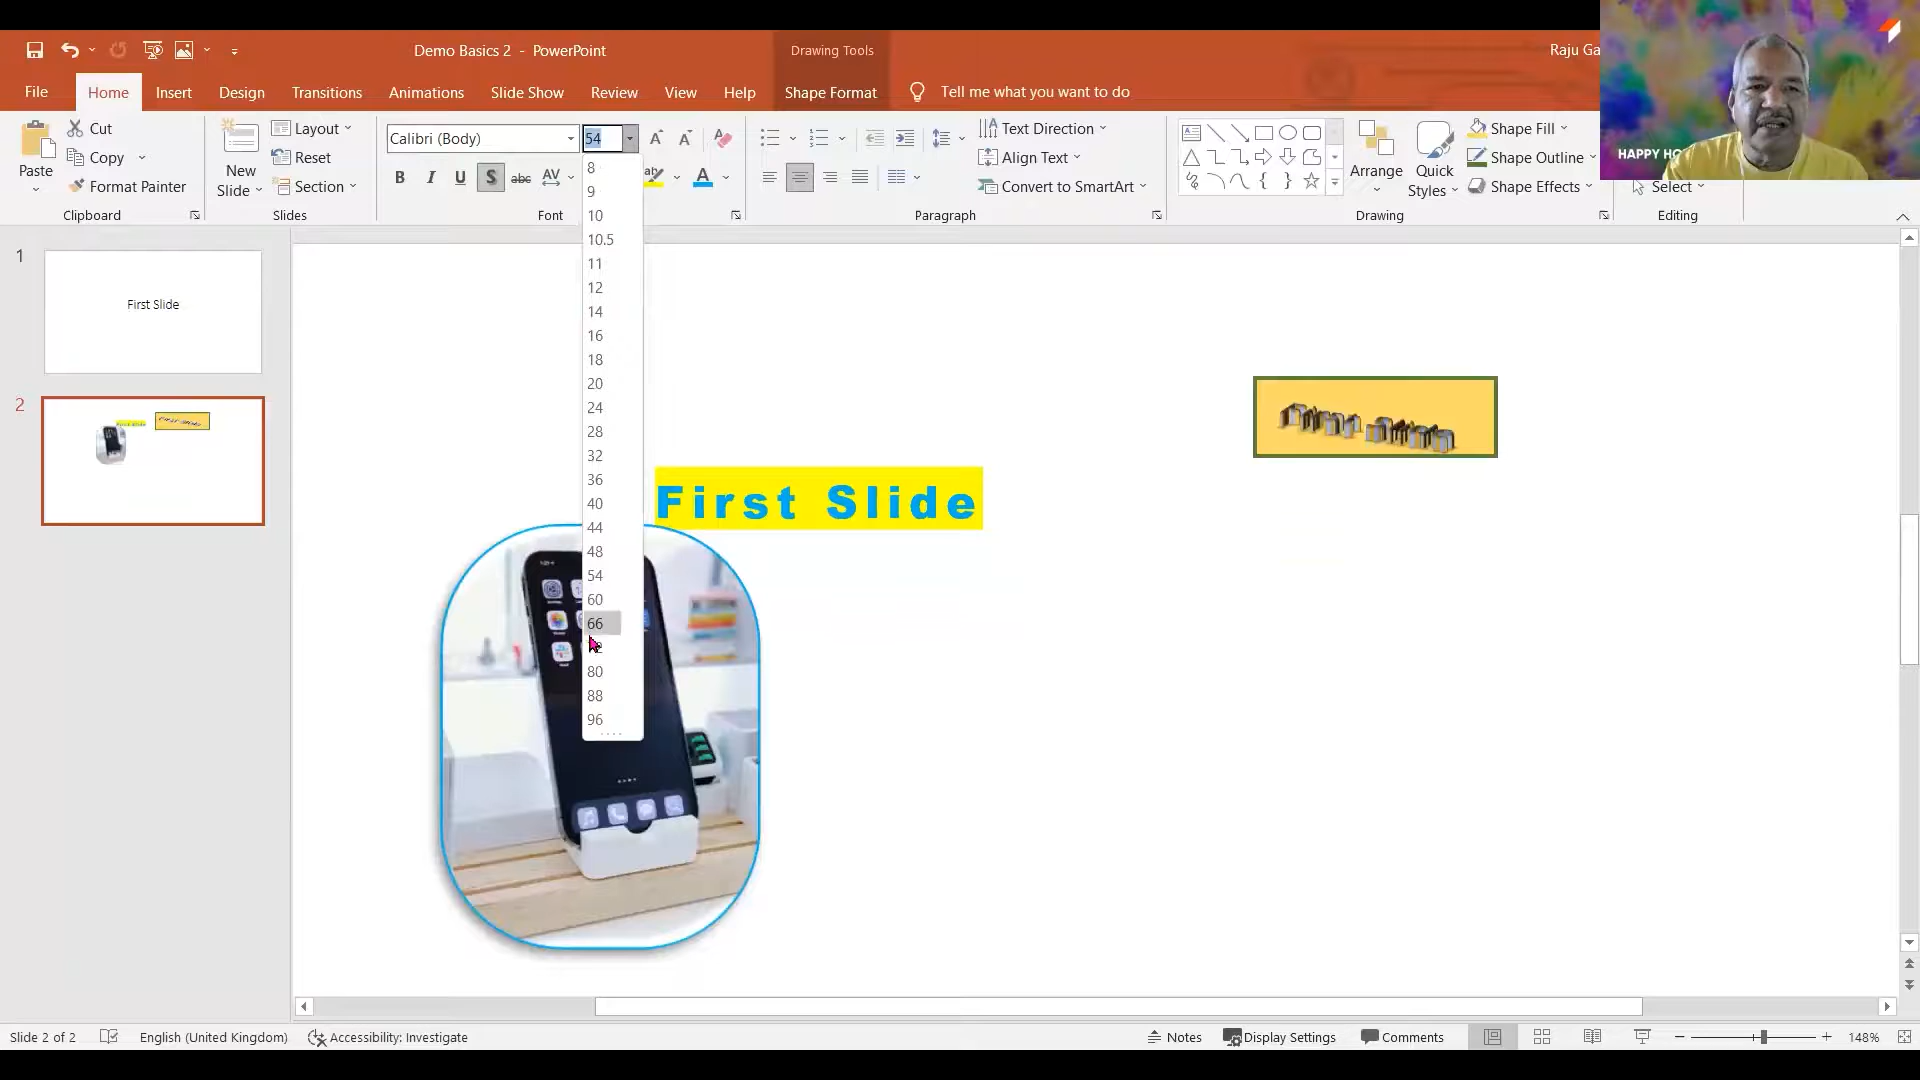 Demo Basics 2 - PowerPoint
Drawing Tools
Raju Ga
File Home Insert Design Transitions Animations Slide Show Review View Help Shape Format Tell me what you want to do
Paste
Cut
Copy
Format Painter
Clipboard
New Slide
Layout
Reset
Section
Slides
Calibri (Body) 54
B I U S abc AV A
Font
Text Direction
Align Text
Convert to SmartArt
Paragraph
Arrange
Quick Styles
Shape Fill
Shape Outline
Shape Effects
Drawing
Select
Editing
HAPPY HO
8
9
10
10.5
11
12
14
16
18
20
24
28
32
36
40
44
48
54
60
66
80
88
96
1
First Slide
2
First Slide
Slide 2 of 2 English (United Kingdom) Accessibility: Investigate Notes Display Settings Comments 148%